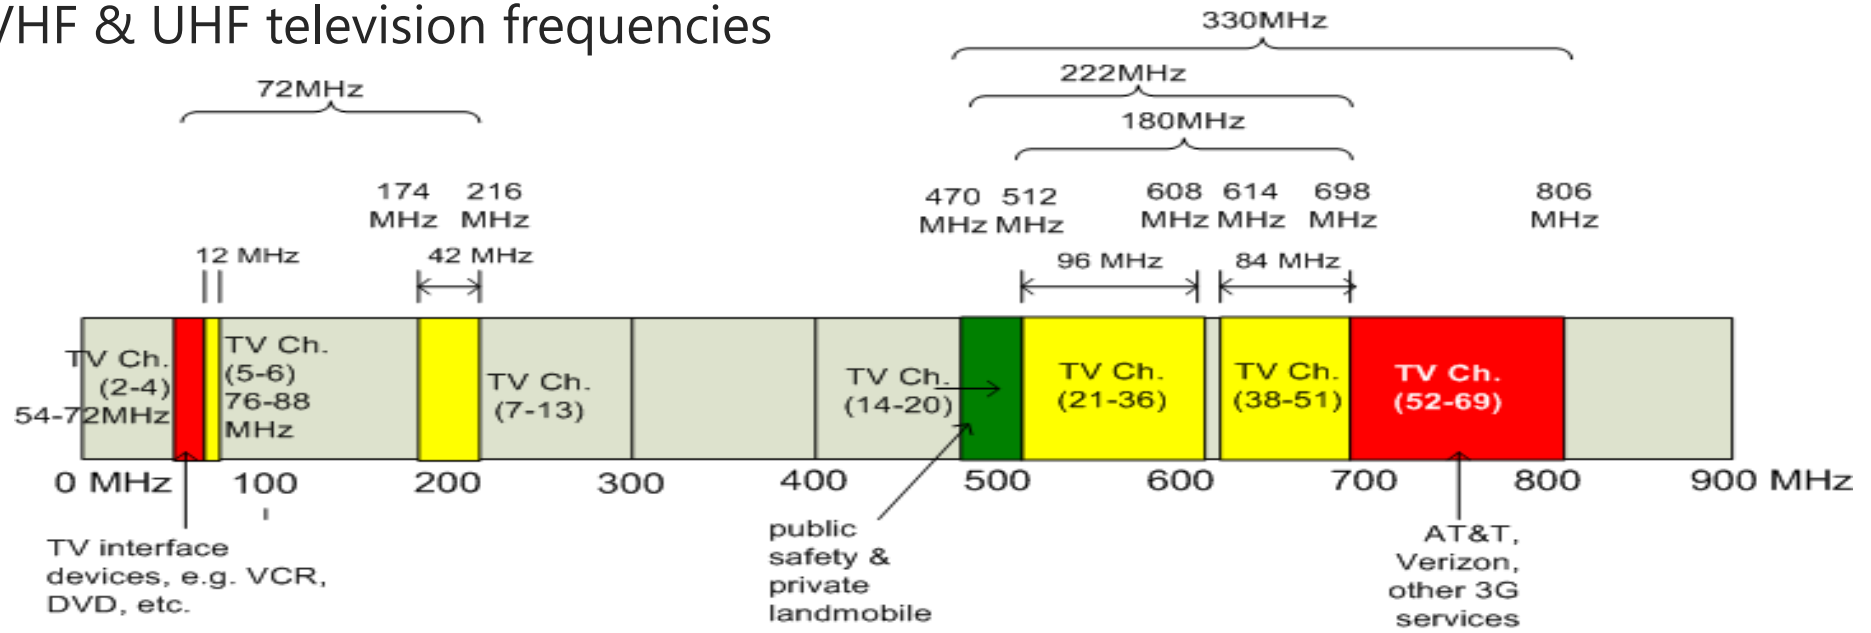 VHF & UHF television frequencies
330MHz
222MHz
72MHz
180MHz
174
MHz
216
MHz
470
MHz
512
MHz
608
MHz
614
MHz
698
MHz
806
MHz
12 MHz
42 MHz
96 MHz
84 MHz
TV Ch.
(2-4)
54-72MHz
TV Ch.
(5-6)
76-88
MHz
TV Ch.
(7-13)
TV Ch.
(14-20)
TV Ch.
(21-36)
TV Ch.
(38-51)
TV Ch.
(52-69)
0 MHz
100
200
300
400
500
600
700
800
900 MHz
TV interface
devices, e.g. VCR,
DVD, etc.
public
safety &
private
landmobile
AT&T,
Verizon,
other 3G
services